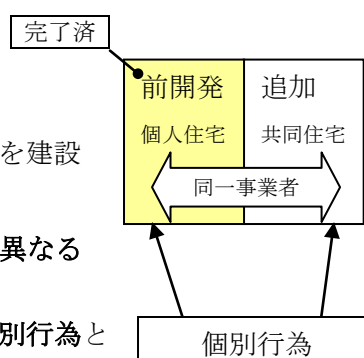 完了済
前開発 追加
個人住宅 共同住宅
を建設
同一事業者
異なる
別行為と
個別行為